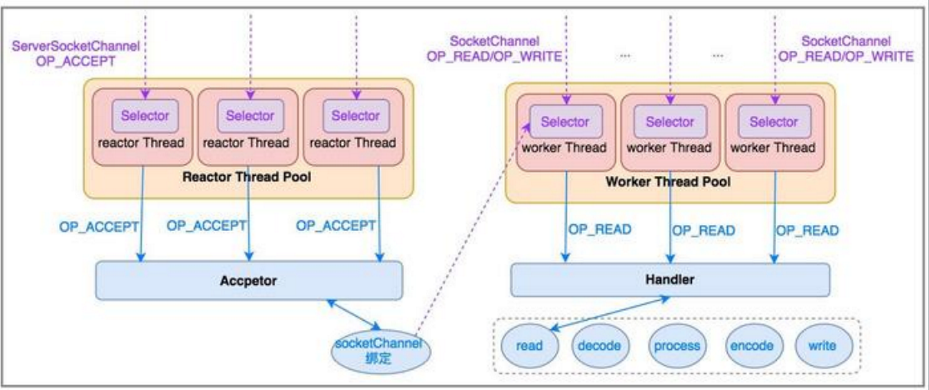 ServerSocketChannel
OP_ACCEPT
Selector
reactor Thread
Selector
reactor Thread
Selector
reactor Thread
Reactor Thread Pool
OP_ACCEPT
OP_ACCEPT
OP_ACCEPT
Accpetor
socketChannel
绑定
SocketChannel
OP_READ/OP_WRITE
...
...
SocketChannel
OP_READ/OP_WRITE
Selector
worker Thread
Selector
worker Thread
Selector
worker Thread
Worker Thread Pool
OP_READ
OP_READ
OP_READ
Handler
read
decode
process
encode
write